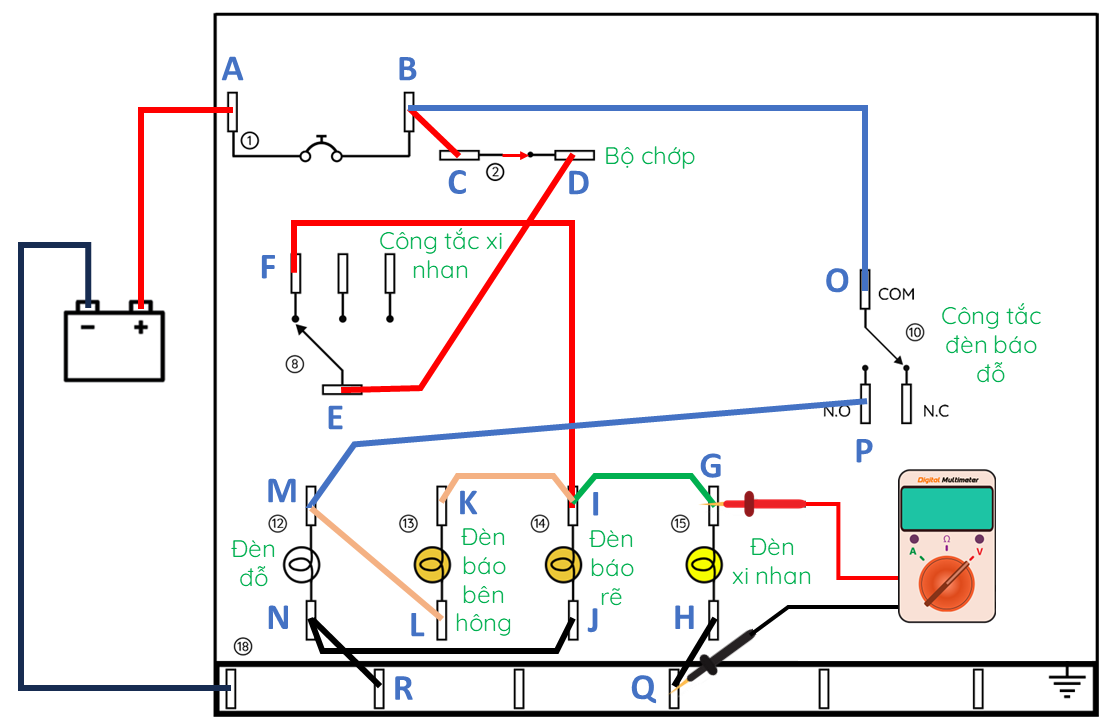 A
B
①
C
②
D
Bộ chớp
F
Công tắc xi
nhan
O
COM
⑩
Công tắc
đèn báo
đỗ
−
+
⑧
E
N.O
N.C
P
M
K
I
G
Digital Multimeter
⑫
⑬
⑭
⑮
Ω
A
V
Đèn
đỗ
Đèn
báo
bên
hông
Đèn
báo
rẽ
Đèn
xi nhan
N
L
J
H
⑱
R
Q